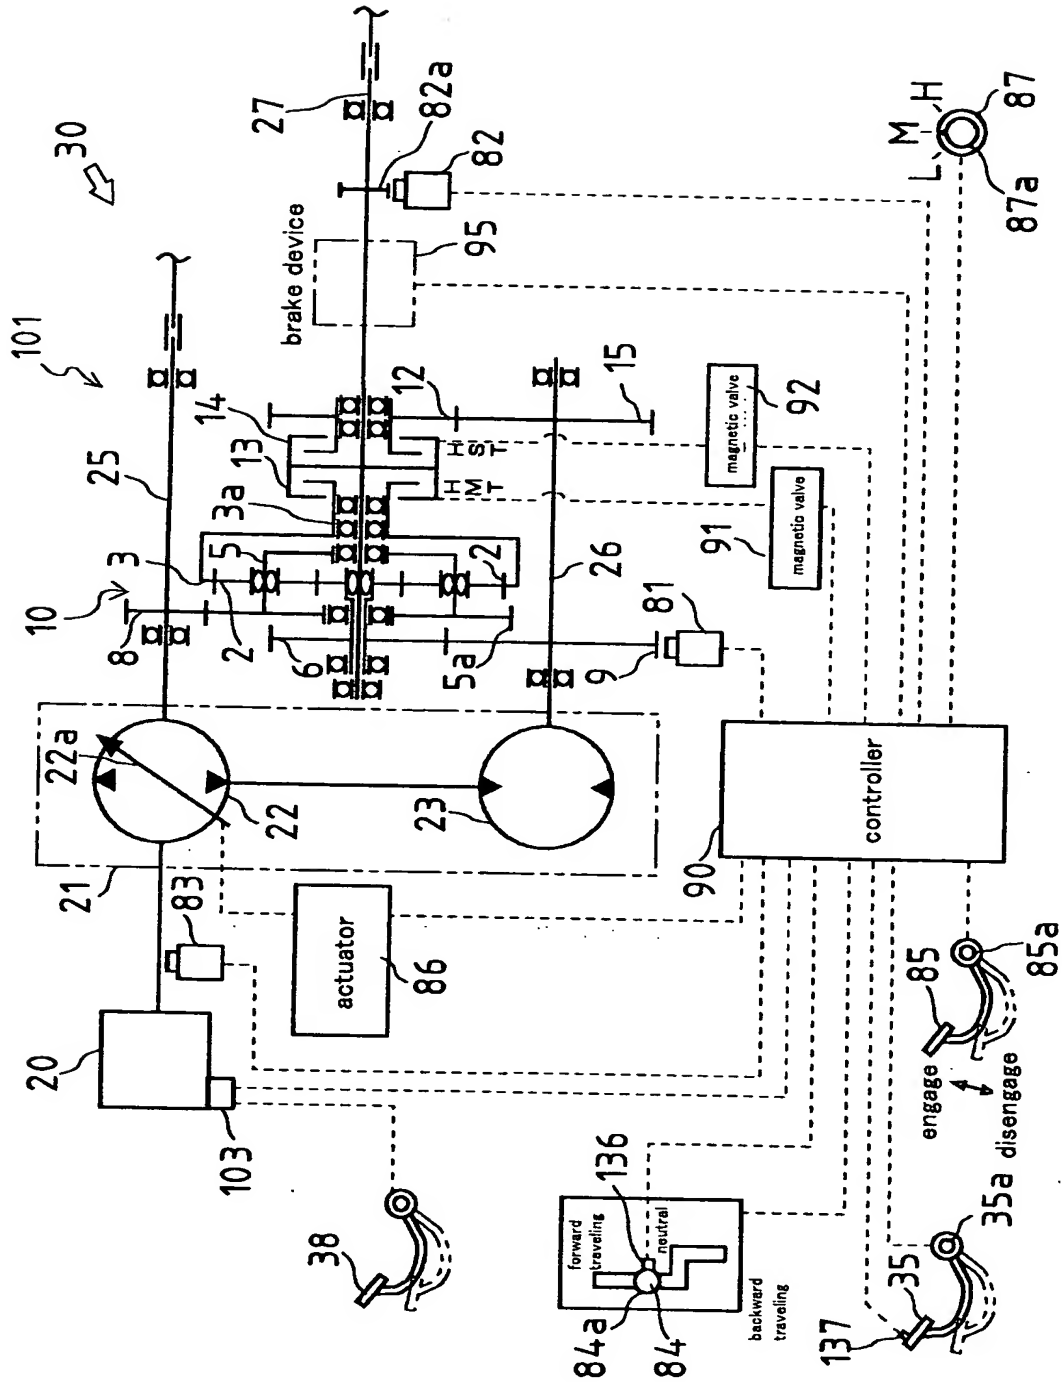 30
101
27
82a
82
95
brake device
25
14
13
12
15
3a
H
S
T
H
M
T
magnetic valve
92
magnetic valve
91
L M H
87
87a
10
3
5
8
2
2
6
5a
26
81
9
22a
22
23
21
90
controller
83
actuator
86
20
103
38
85
85a
engage
disengage
136
forward
traveling
neutral
84a
84
backward
traveling
35a
35
137